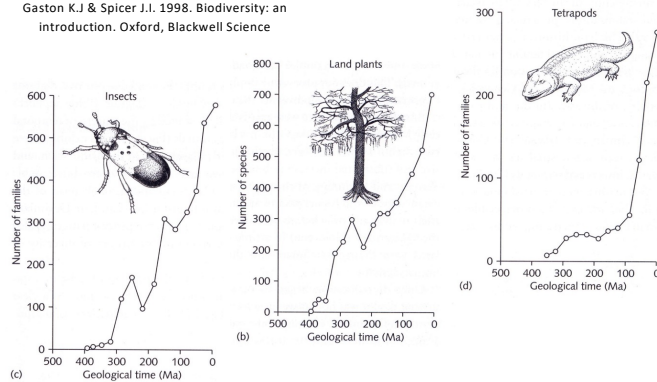 Gaston K.J & Spicer J.I. 1998. Biodiversity: an
introduction. Oxford, Blackwell Science
Insects
Number of families
600
500
400
300
200
100
0
500 400 300 200 100 0
(c) Geological time (Ma)
Land plants
Number of species
800
700
600
500
400
300
200
100
0
500 400 300 200 100 0
(b) Geological time (Ma)
Tetrapods
Number of families
300
200
100
0
500 400 300 200 100 0
(d) Geological time (Ma)